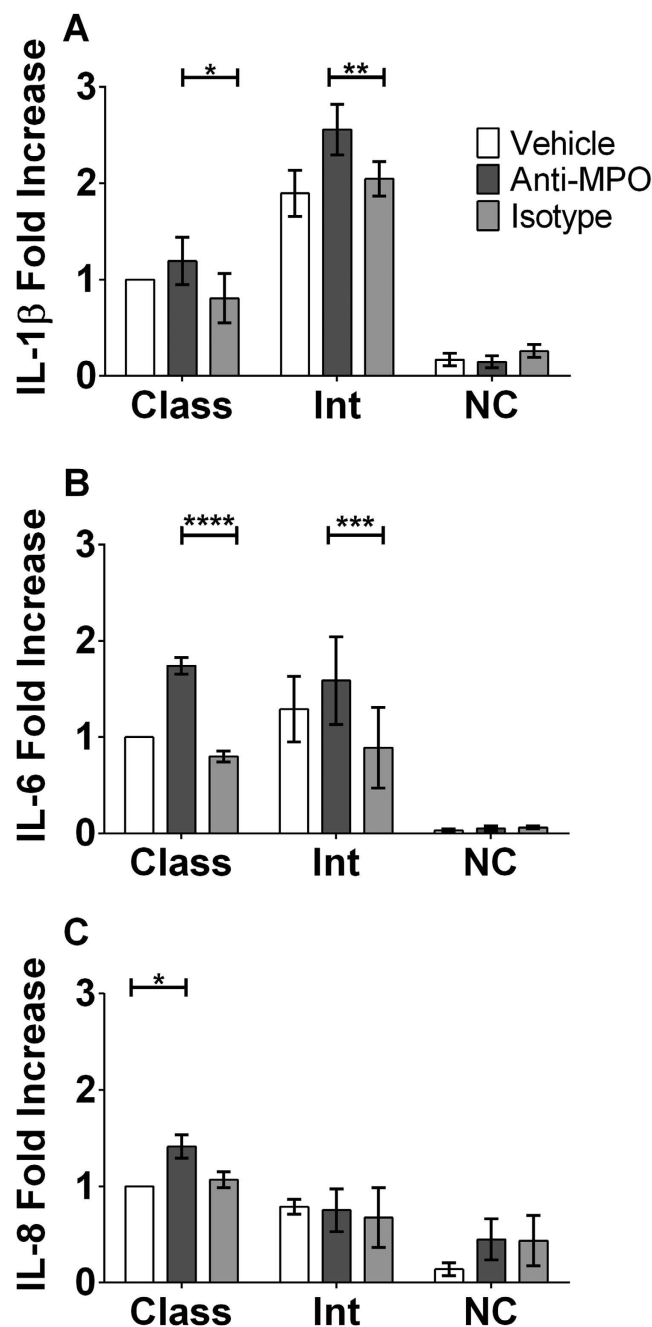 A
IL-1β Fold Increase
3
2
1
0
*
**
Vehicle
Anti-MPO
Isotype
Class Int NC
B
IL-6 Fold Increase
3
2
1
0
****
***
Class Int NC
C
IL-8 Fold Increase
3
2
1
0
*
Class Int NC